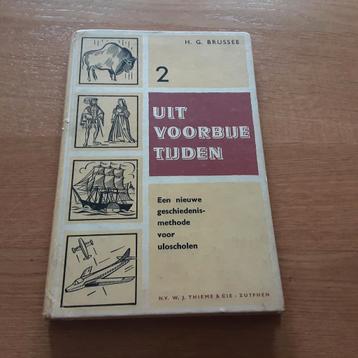 H. G. BRUSSEE
2
UIT
VOORBIJE
TIJDEN
Een nieuwe
geschiedenis-
methode
voor
uloscholen
N.V. W. J. THIEME & CIE - ZUTPHEN